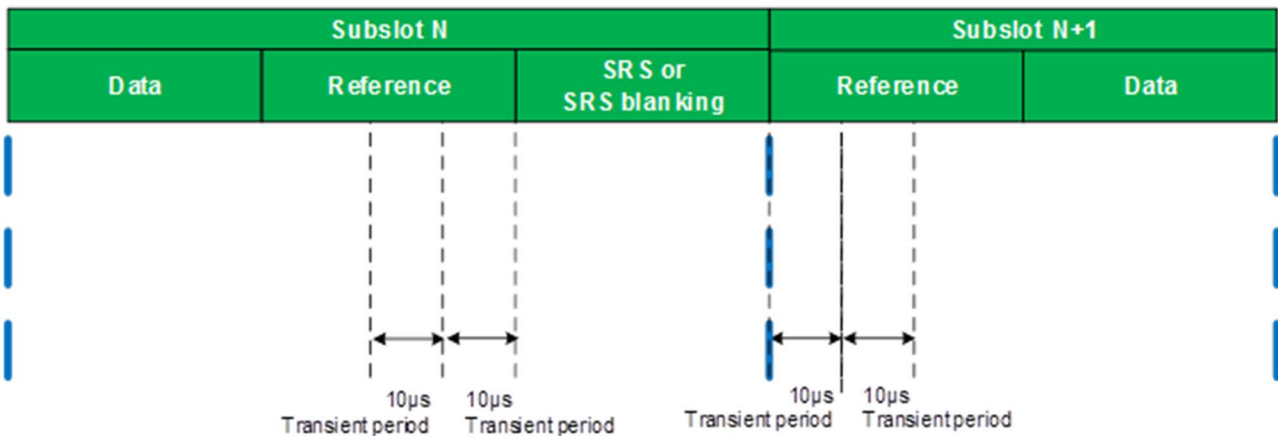 Subslot N
Subslot N+1
Data
Reference
SRS or
SRS blanking
Reference
Data
10µs
Transient period
10µs
Transient period
10µs
Transient period
10µs
Transient period